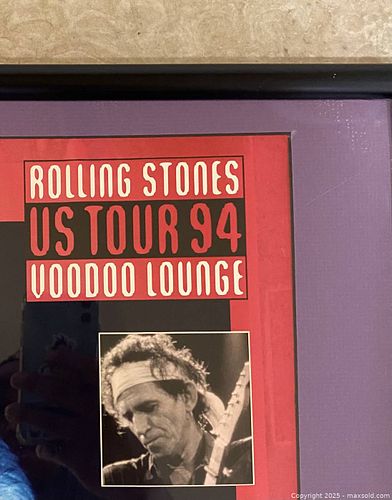 ROLLING STONES
US TOUR 94
VOODOO LOUNGE
Copyright 2025 - maxsold.com